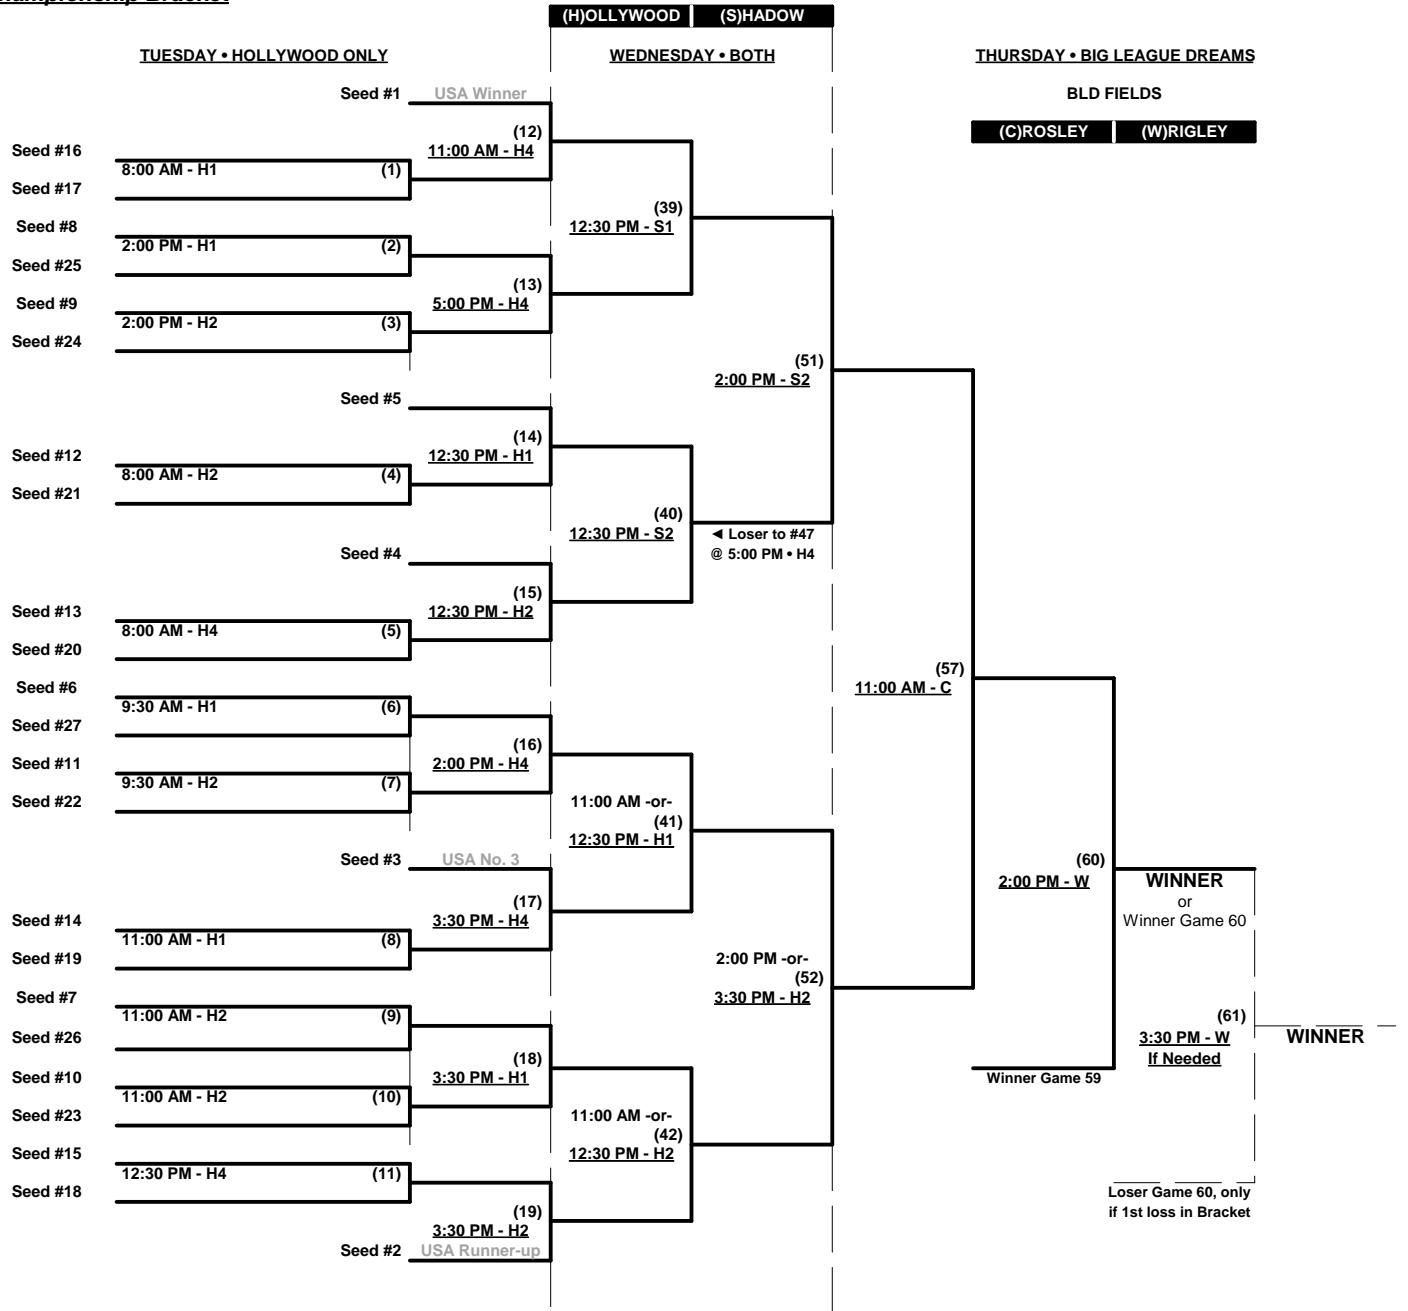 Championship Bracket
(H)OLLYWOOD (S)HADOW
TUESDAY • HOLLYWOOD ONLY
WEDNESDAY • BOTH
THURSDAY • BIG LEAGUE DREAMS
BLD FIELDS
(C)ROSLEY (W)RIGLEY
Seed #1 USA Winner
(12)
11:00 AM - H4
Seed #16
8:00 AM - H1 (1)
Seed #17
(39)
12:30 PM - S1
Seed #8
2:00 PM - H1 (2)
Seed #25
(13)
5:00 PM - H4
Seed #9
2:00 PM - H2 (3)
Seed #24
(51)
2:00 PM - S2
Seed #5
(14)
12:30 PM - H1
Seed #12
8:00 AM - H2 (4)
Seed #21
(40)
12:30 PM - S2
◄ Loser to #47
@ 5:00 PM • H4
Seed #4
(15)
12:30 PM - H2
Seed #13
8:00 AM - H4 (5)
Seed #20
(57)
11:00 AM - C
Seed #6
9:30 AM - H1 (6)
Seed #27
(16)
2:00 PM - H4
Seed #11
9:30 AM - H2 (7)
Seed #22
11:00 AM -or-
(41)
12:30 PM - H1
Seed #3 USA No. 3
(60)
2:00 PM - W
WINNER
or
Winner Game 60
(17)
3:30 PM - H4
Seed #14
11:00 AM - H1 (8)
Seed #19
2:00 PM -or-
(52)
3:30 PM - H2
Seed #7
11:00 AM - H2 (9)
Seed #26
(61)
3:30 PM - W
If Needed
WINNER
(18)
3:30 PM - H1
Winner Game 59
Seed #10
11:00 AM - H2 (10)
Seed #23
11:00 AM -or-
(42)
12:30 PM - H2
Seed #15
12:30 PM - H4 (11)
Seed #18
Loser Game 60, only
if 1st loss in Bracket
(19)
3:30 PM - H2
Seed #2 USA Runner-up